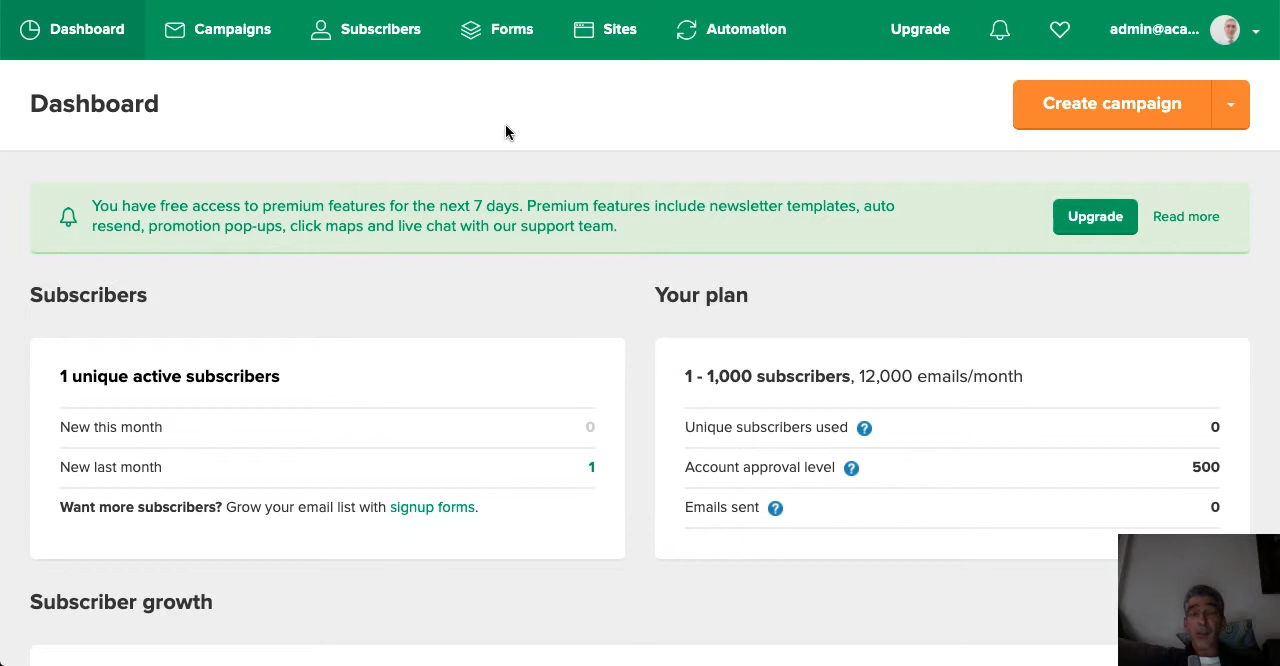 Dashboard
Campaigns
Subscribers
Forms
Sites
Automation
Upgrade
admin@aca...
Dashboard
Create campaign
You have free access to premium features for the next 7 days. Premium features include newsletter templates, auto
resend, promotion pop-ups, click maps and live chat with our support team.
Upgrade
Read more
Subscribers
1 unique active subscribers
New this month 0
New last month 1
Want more subscribers? Grow your email list with signup forms.
Your plan
1 - 1,000 subscribers, 12,000 emails/month
Unique subscribers used ? 0
Account approval level ? 500
Emails sent ? 0
Subscriber growth